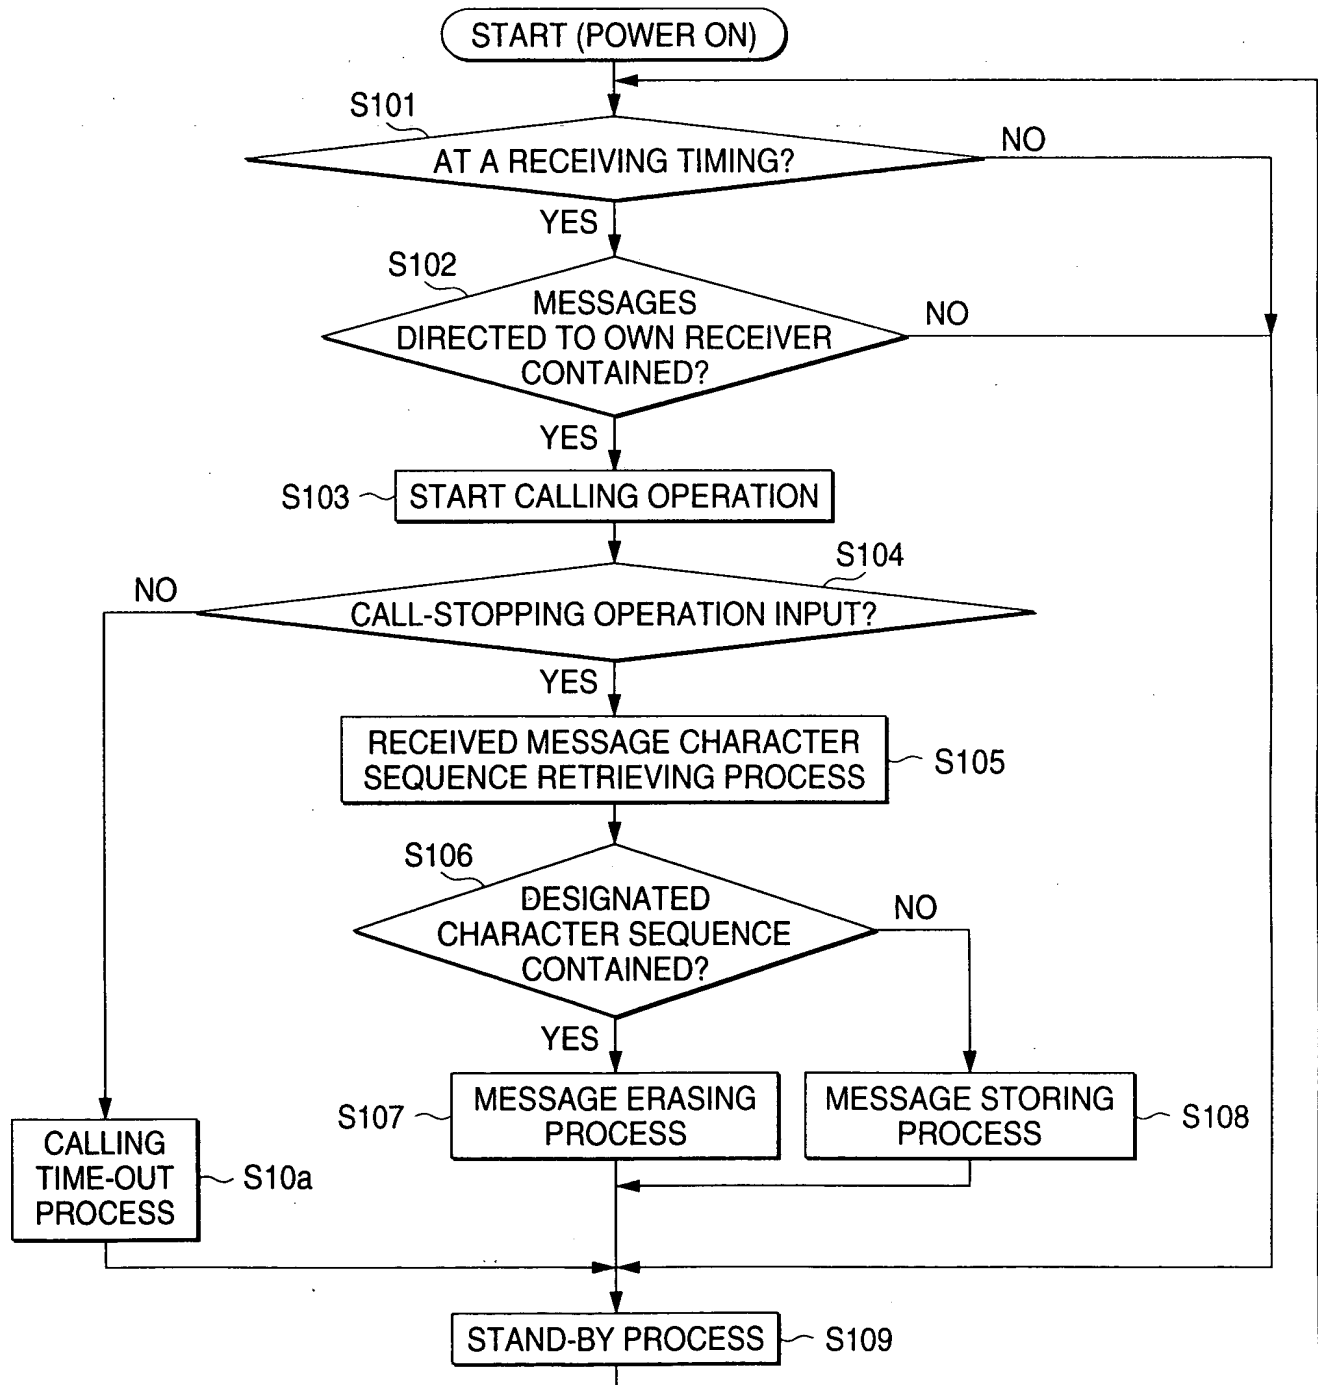 START (POWER ON)
S101
AT A RECEIVING TIMING?
NO
YES
S102
MESSAGES
DIRECTED TO OWN RECEIVER
CONTAINED?
NO
YES
S103
START CALLING OPERATION
S104
NO
CALL-STOPPING OPERATION INPUT?
YES
RECEIVED MESSAGE CHARACTER
SEQUENCE RETRIEVING PROCESS
S105
S106
DESIGNATED
CHARACTER SEQUENCE
CONTAINED?
NO
YES
S107
MESSAGE ERASING
PROCESS
MESSAGE STORING
PROCESS
S108
CALLING
TIME-OUT
PROCESS
S10a
STAND-BY PROCESS
S109